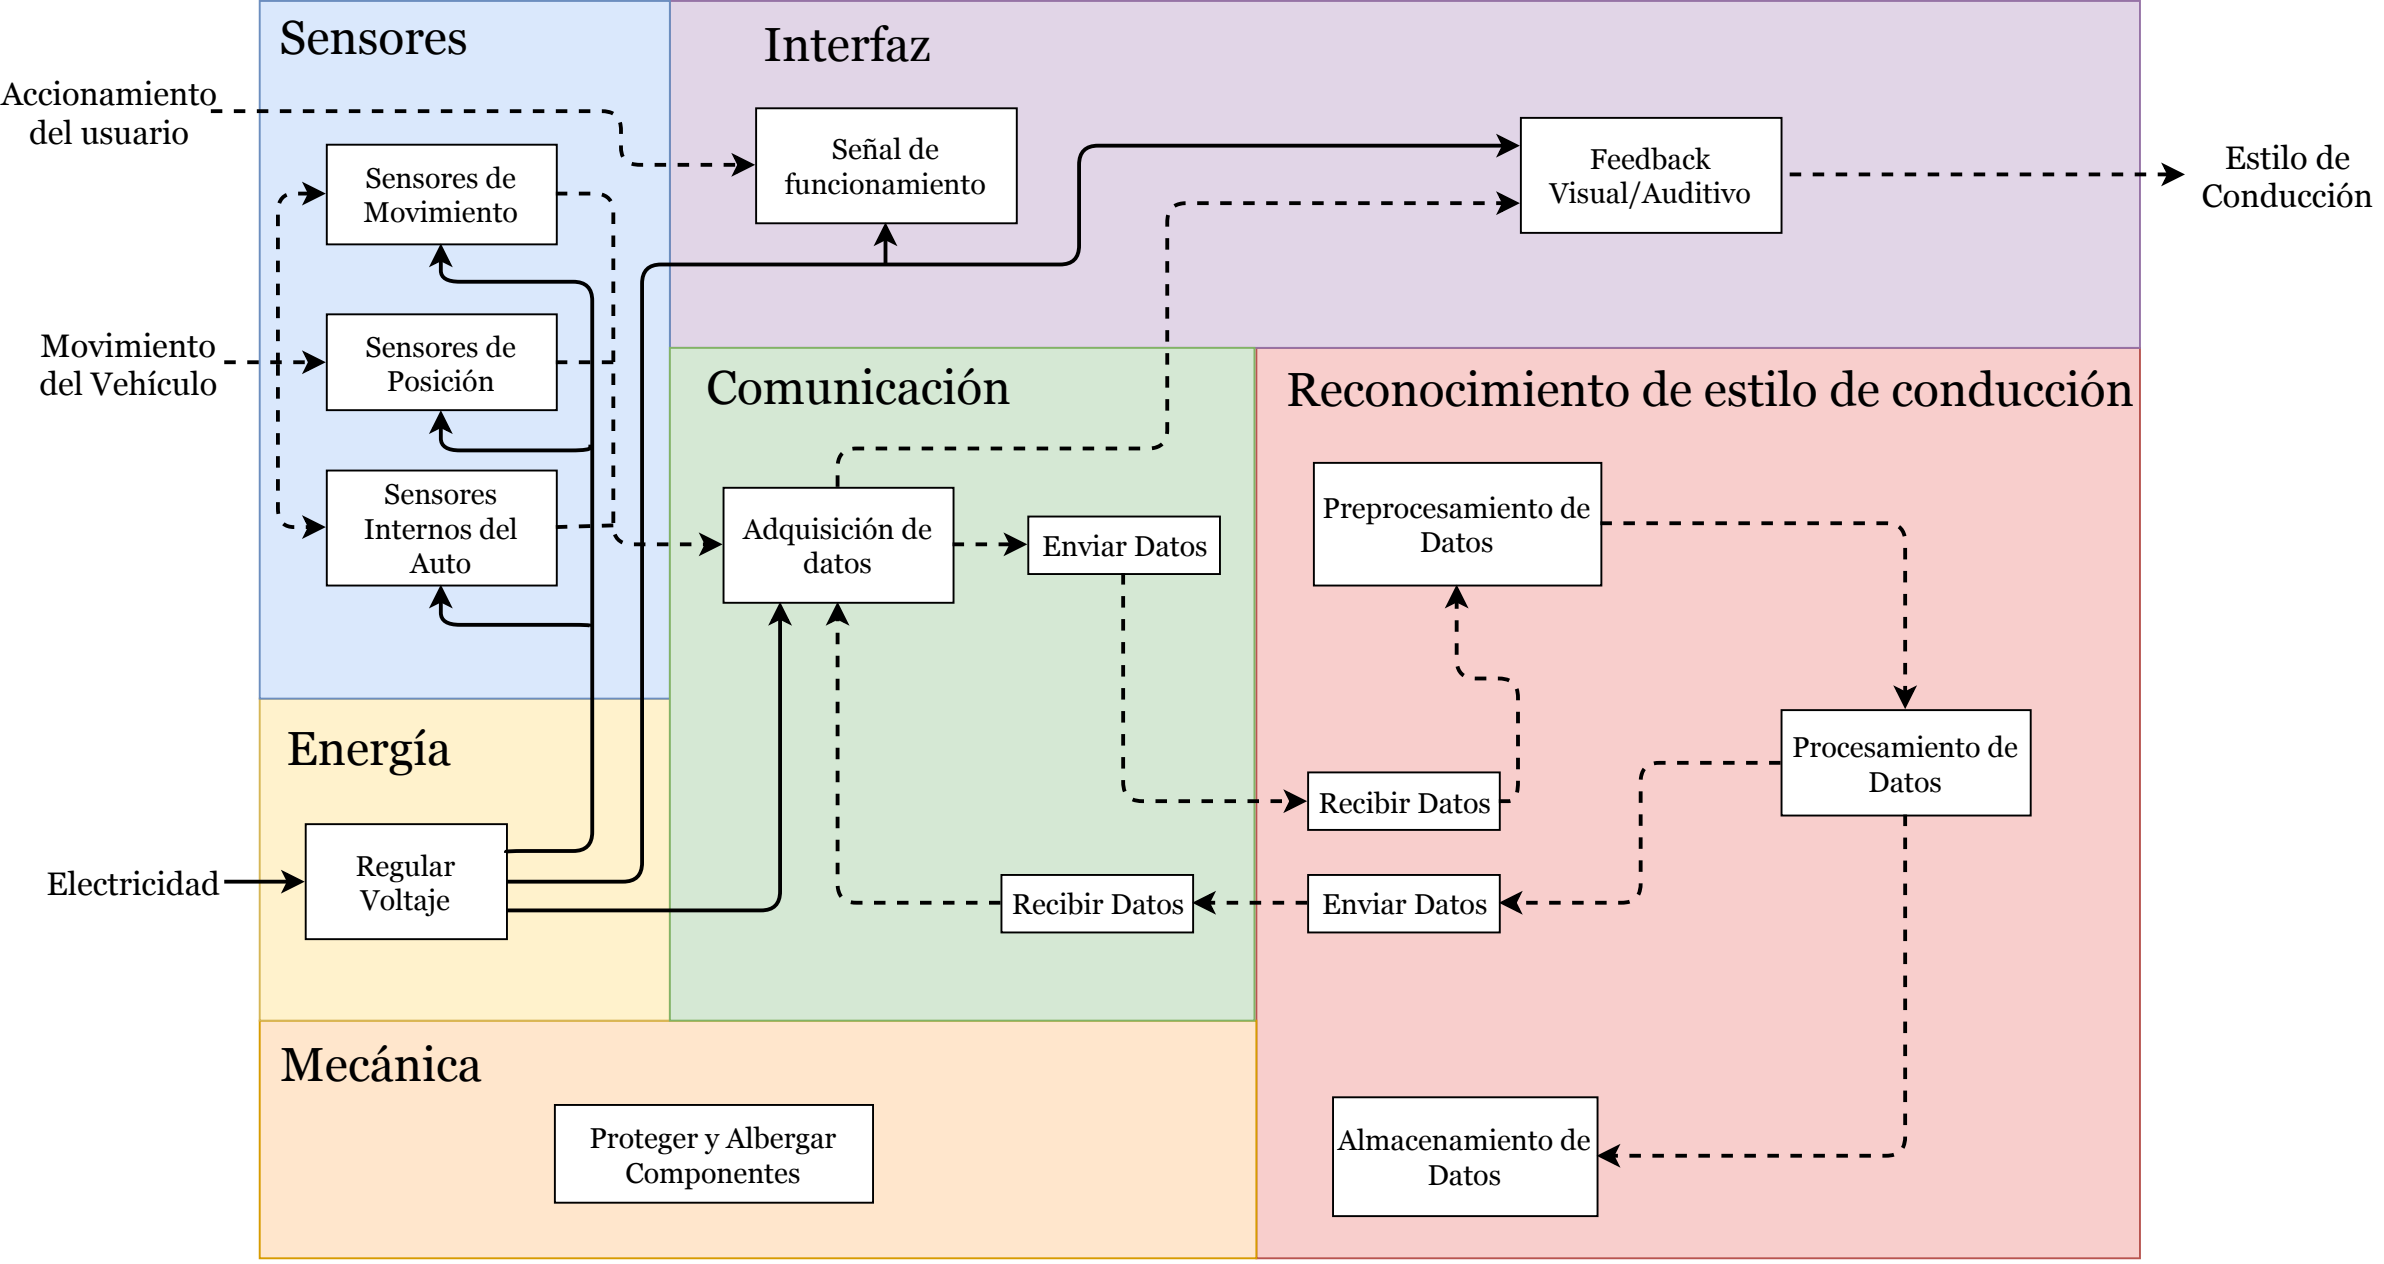 Sensores
Interfaz
Accionamiento
del usuario
Señal de
funcionamiento
Feedback
Visual/Auditivo
Estilo de
Conducción
Sensores de
Movimiento
Movimiento
del Vehículo
Sensores de
Posición
Comunicación
Reconocimiento de estilo de conducción
Sensores
Internos del
Auto
Adquisición de
datos
Enviar Datos
Preprocesamiento de
Datos
Energía
Procesamiento de
Datos
Recibir Datos
Electricidad
Regular
Voltaje
Recibir Datos
Enviar Datos
Mecánica
Proteger y Albergar
Componentes
Almacenamiento de
Datos